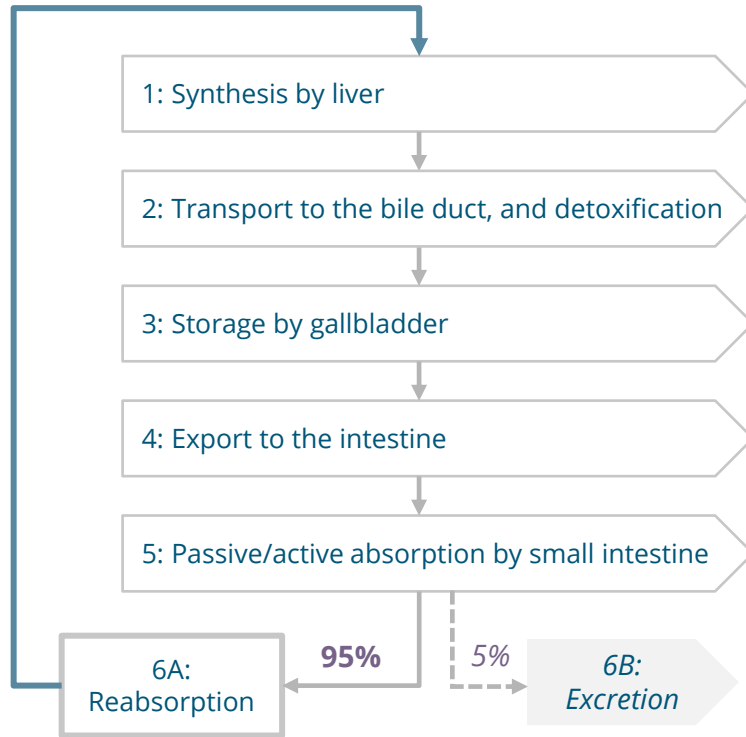 1: Synthesis by liver
2: Transport to the bile duct, and detoxification
3: Storage by gallbladder
4: Export to the intestine
5: Passive/active absorption by small intestine
95%
5%
6A:
Reabsorption
6B:
Excretion